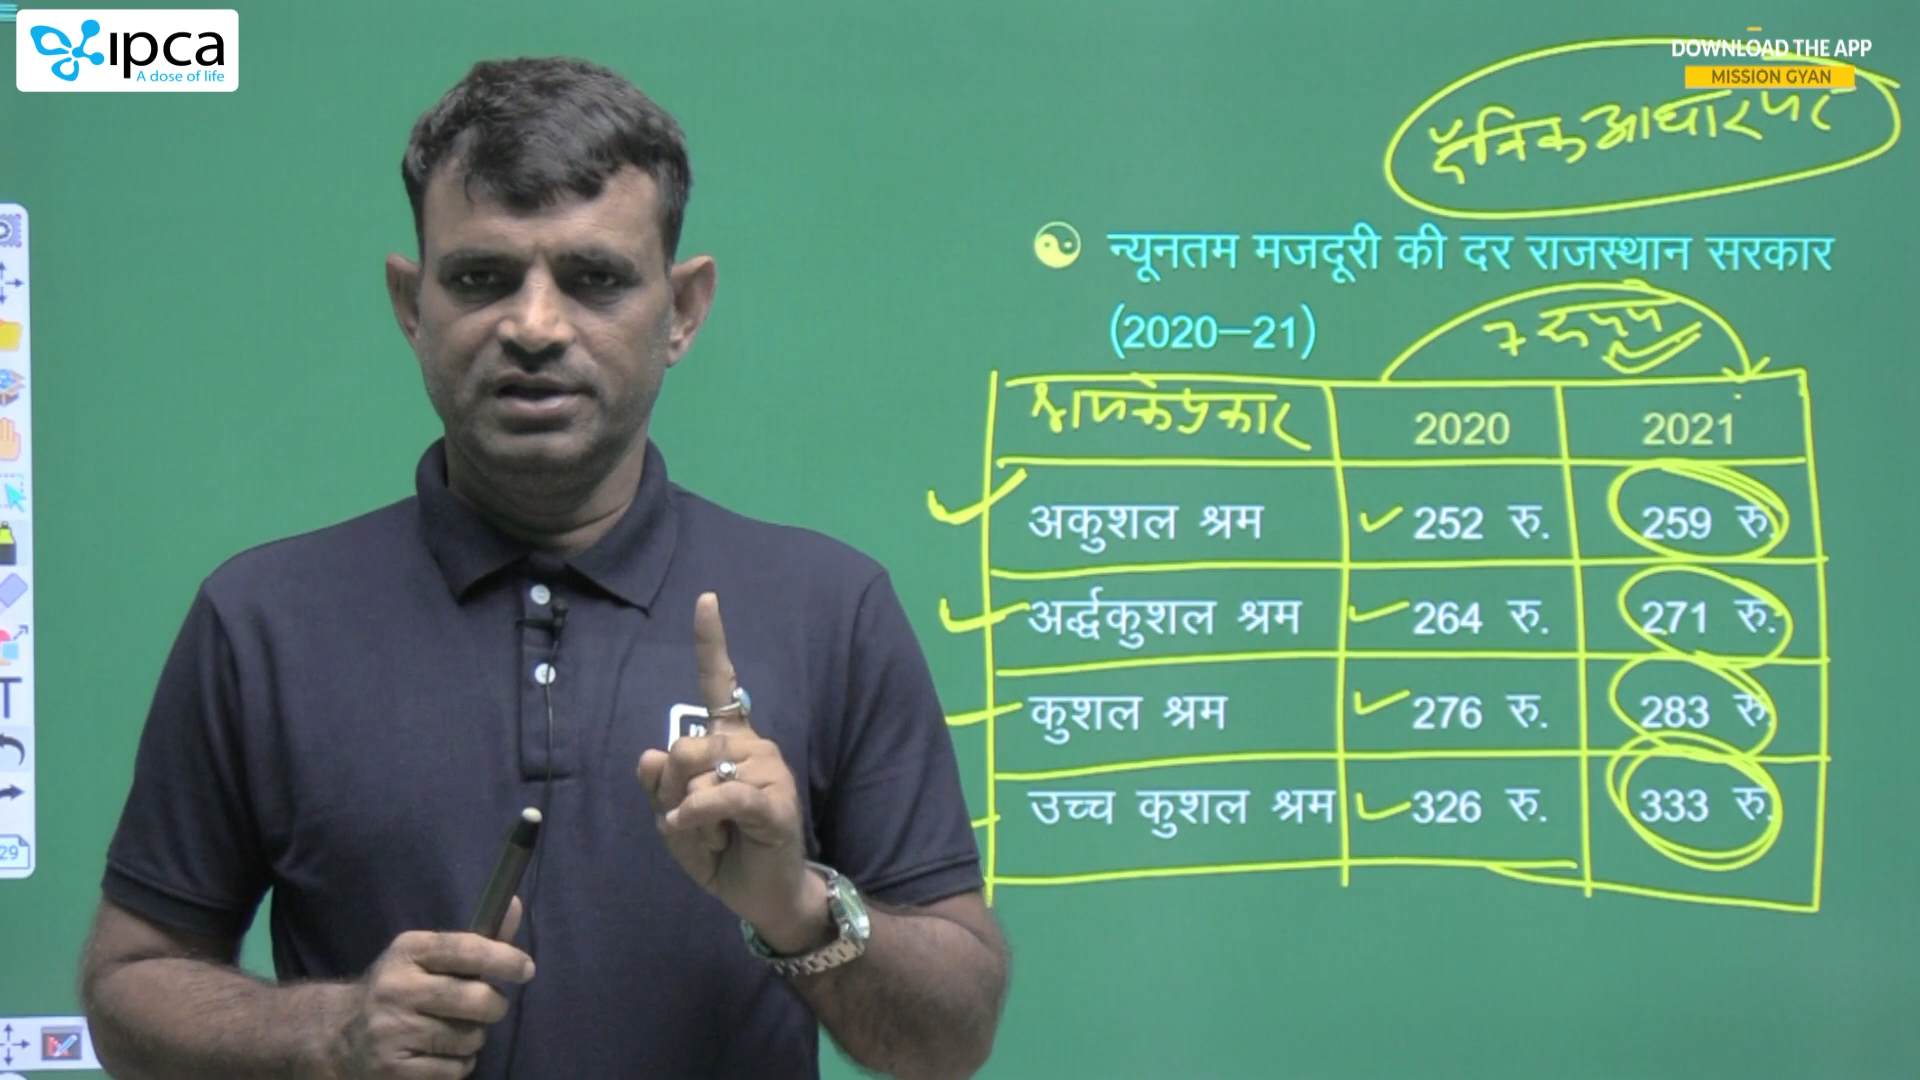 ıpca
A dose of life
DOWNLOAD THE APP
MISSION GYAN
दैनिक आधार पर
न्यूनतम मजदूरी की दर राजस्थान सरकार
(2020–21)
7 रुपये
श्रम के प्रकार 2020 2021
अकुशल श्रम 252 रु. 259 रु.
अर्द्धकुशल श्रम 264 रु. 271 रु.
कुशल श्रम 276 रु. 283 रु.
उच्च कुशल श्रम 326 रु. 333 रु.
29